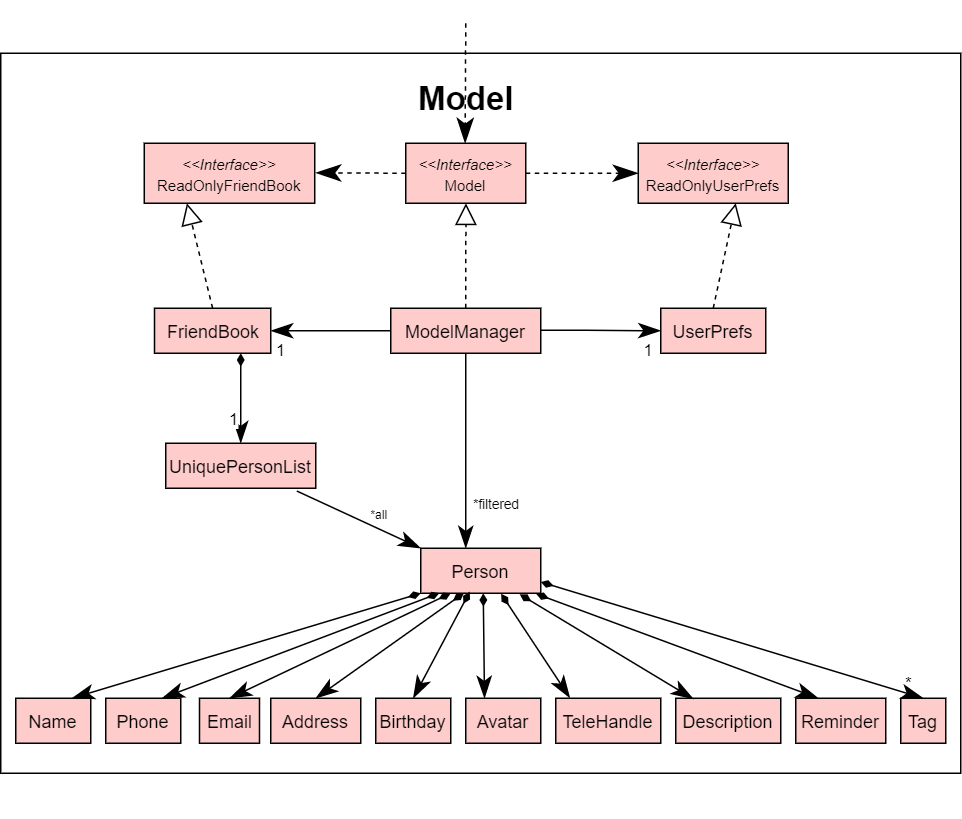 Model
<<Interface>>
ReadOnlyFriendBook
<<Interface>>
Model
<<Interface>>
ReadOnlyUserPrefs
FriendBook
ModelManager
UserPrefs
1
1
1
UniquePersonList
*all
*filtered
Person
*
Name
Phone
Email
Address
Birthday
Avatar
TeleHandle
Description
Reminder
Tag